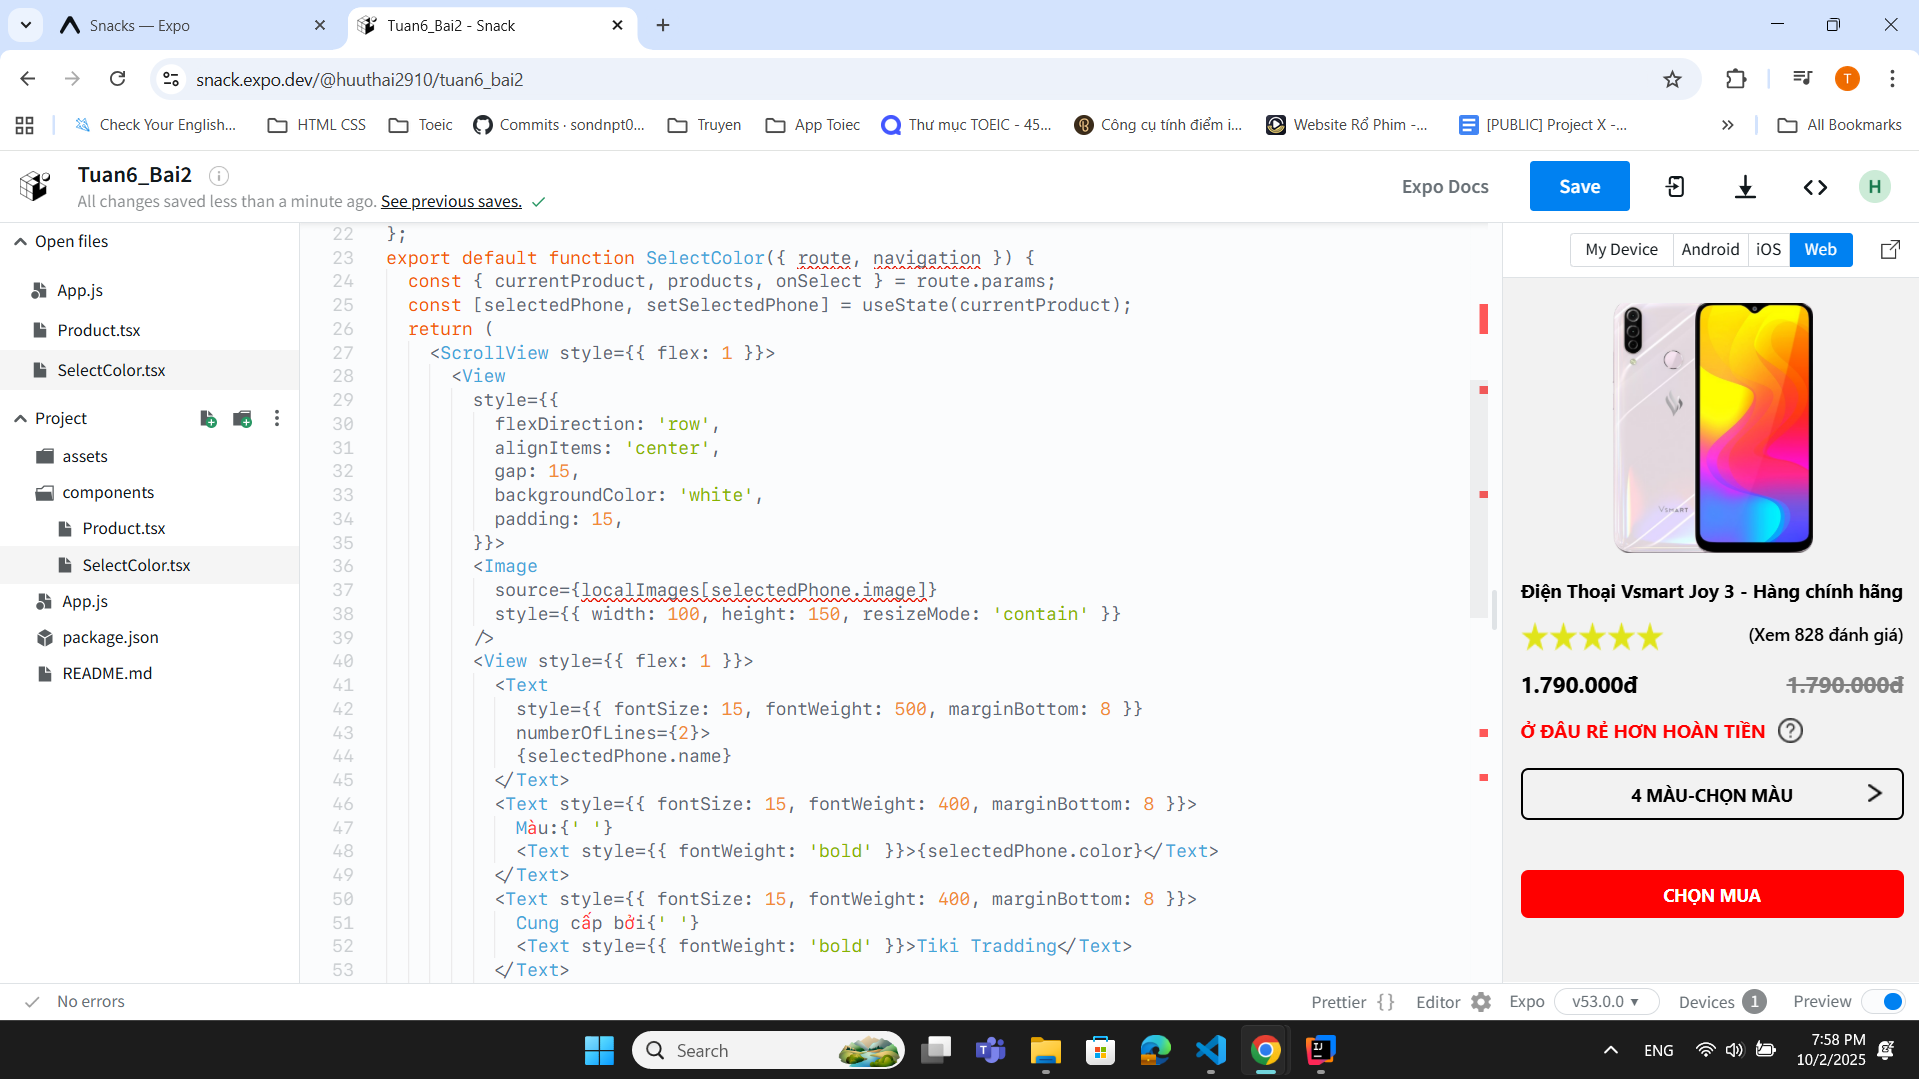 Snacks — Expo
Tuan6_Bai2 - Snack
snack.expo.dev/@huuthai2910/tuan6_bai2
T
Check Your English...
HTML CSS
Toeic
Commits · sondnpt0...
Truyen
App Toiec
Thư mục TOEIC - 45...
Công cụ tính điểm i...
Website Rổ Phim -...
[PUBLIC] Project X -...
All Bookmarks
Tuan6_Bai2
All changes saved less than a minute ago. See previous saves.
Expo Docs
Save
H
Open files
App.js
Product.tsx
SelectColor.tsx
Project
assets
components
Product.tsx
SelectColor.tsx
App.js
package.json
README.md
22 };
23 export default function SelectColor({ route, navigation }) {
24 const { currentProduct, products, onSelect } = route.params;
25 const [selectedPhone, setSelectedPhone] = useState(currentProduct);
26 return (
27 <ScrollView style={{ flex: 1 }}>
28 <View
29 style={{
30 flexDirection: 'row',
31 alignItems: 'center',
32 gap: 15,
33 backgroundColor: 'white',
34 padding: 15,
35 }}>
36 <Image
37 source={localImages[selectedPhone.image]}
38 style={{ width: 100, height: 150, resizeMode: 'contain' }}
39 />
40 <View style={{ flex: 1 }}>
41 <Text
42 style={{ fontSize: 15, fontWeight: 500, marginBottom: 8 }}
43 numberOfLines={2}>
44 {selectedPhone.name}
45 </Text>
46 <Text style={{ fontSize: 15, fontWeight: 400, marginBottom: 8 }}>
47 Màu:{' '}
48 <Text style={{ fontWeight: 'bold' }}>{selectedPhone.color}</Text>
49 </Text>
50 <Text style={{ fontSize: 15, fontWeight: 400, marginBottom: 8 }}>
51 Cung cấp bởi{' '}
52 <Text style={{ fontWeight: 'bold' }}>Tiki Tradding</Text>
53 </Text>
My Device
Android
iOS
Web
VSMART
Điện Thoại Vsmart Joy 3 - Hàng chính hãng
(Xem 828 đánh giá)
1.790.000đ
1.790.000đ
Ở ĐÂU RẺ HƠN HOÀN TIỀN ?
4 MÀU-CHỌN MÀU
CHỌN MUA
No errors
Prettier { }
Editor
Expo
v53.0.0
Devices 1
Preview
Search
ENG
7:58 PM
10/2/2025